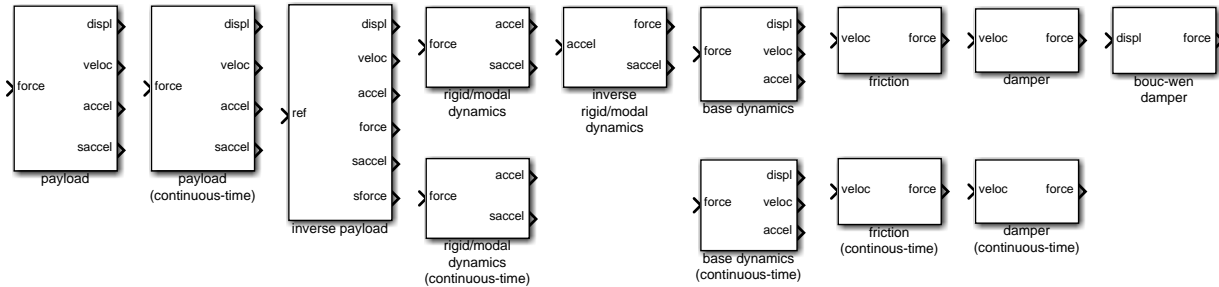 force
displ
veloc
accel
saccel
payload
force
displ
veloc
accel
saccel
payload
(continuous-time)
ref
displ
veloc
accel
force
saccel
sforce
inverse payload
force
accel
saccel
rigid/modal
dynamics
accel
force
saccel
inverse
rigid/modal
dynamics
force
displ
veloc
accel
base dynamics
veloc
force
friction
veloc
force
damper
displ
force
bouc-wen
damper
force
accel
saccel
rigid/modal
dynamics
(continuous-time)
force
displ
veloc
accel
base dynamics
(continuous-time)
veloc
force
friction
(continous-time)
veloc
force
damper
(continuous-time)